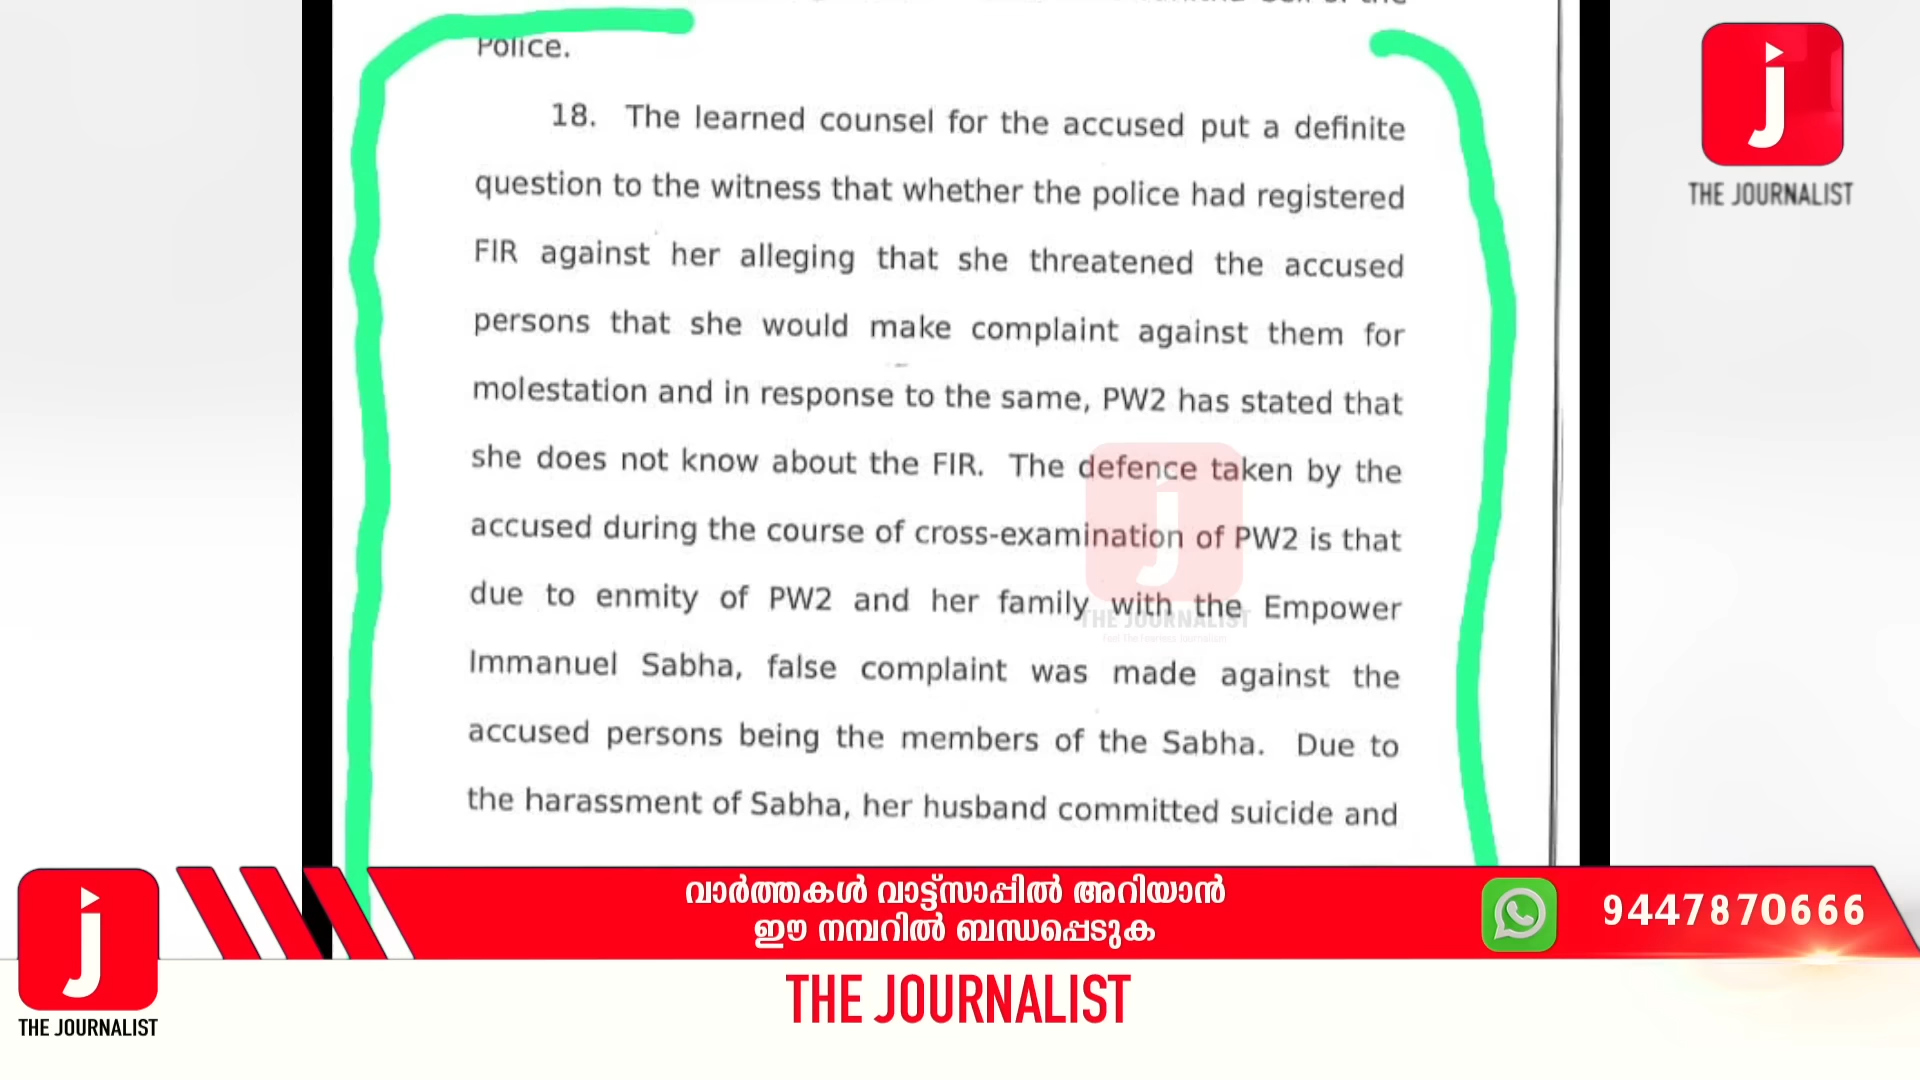 the
Police.
18. The learned counsel for the accused put a definite
question to the witness that whether the police had registered
FIR against her alleging that she threatened the accused
persons that she would make complaint against them for
molestation and in response to the same, PW2 has stated that
she does not know about the FIR. The defence taken by the
accused during the course of cross-examination of PW2 is that
due to enmity of PW2 and her family with the Empower
Immanuel Sabha, false complaint was made against the
accused persons being the members of the Sabha. Due to
the harassment of Sabha, her husband committed suicide and
THE JOURNALIST
THE JOURNALIST
വാർത്തകൾ വാട്ട്സാപ്പിൽ അറിയാൻ
ഈ നമ്പറിൽ ബന്ധപ്പെടുക
9447870666
THE JOURNALIST
THE JOURNALIST